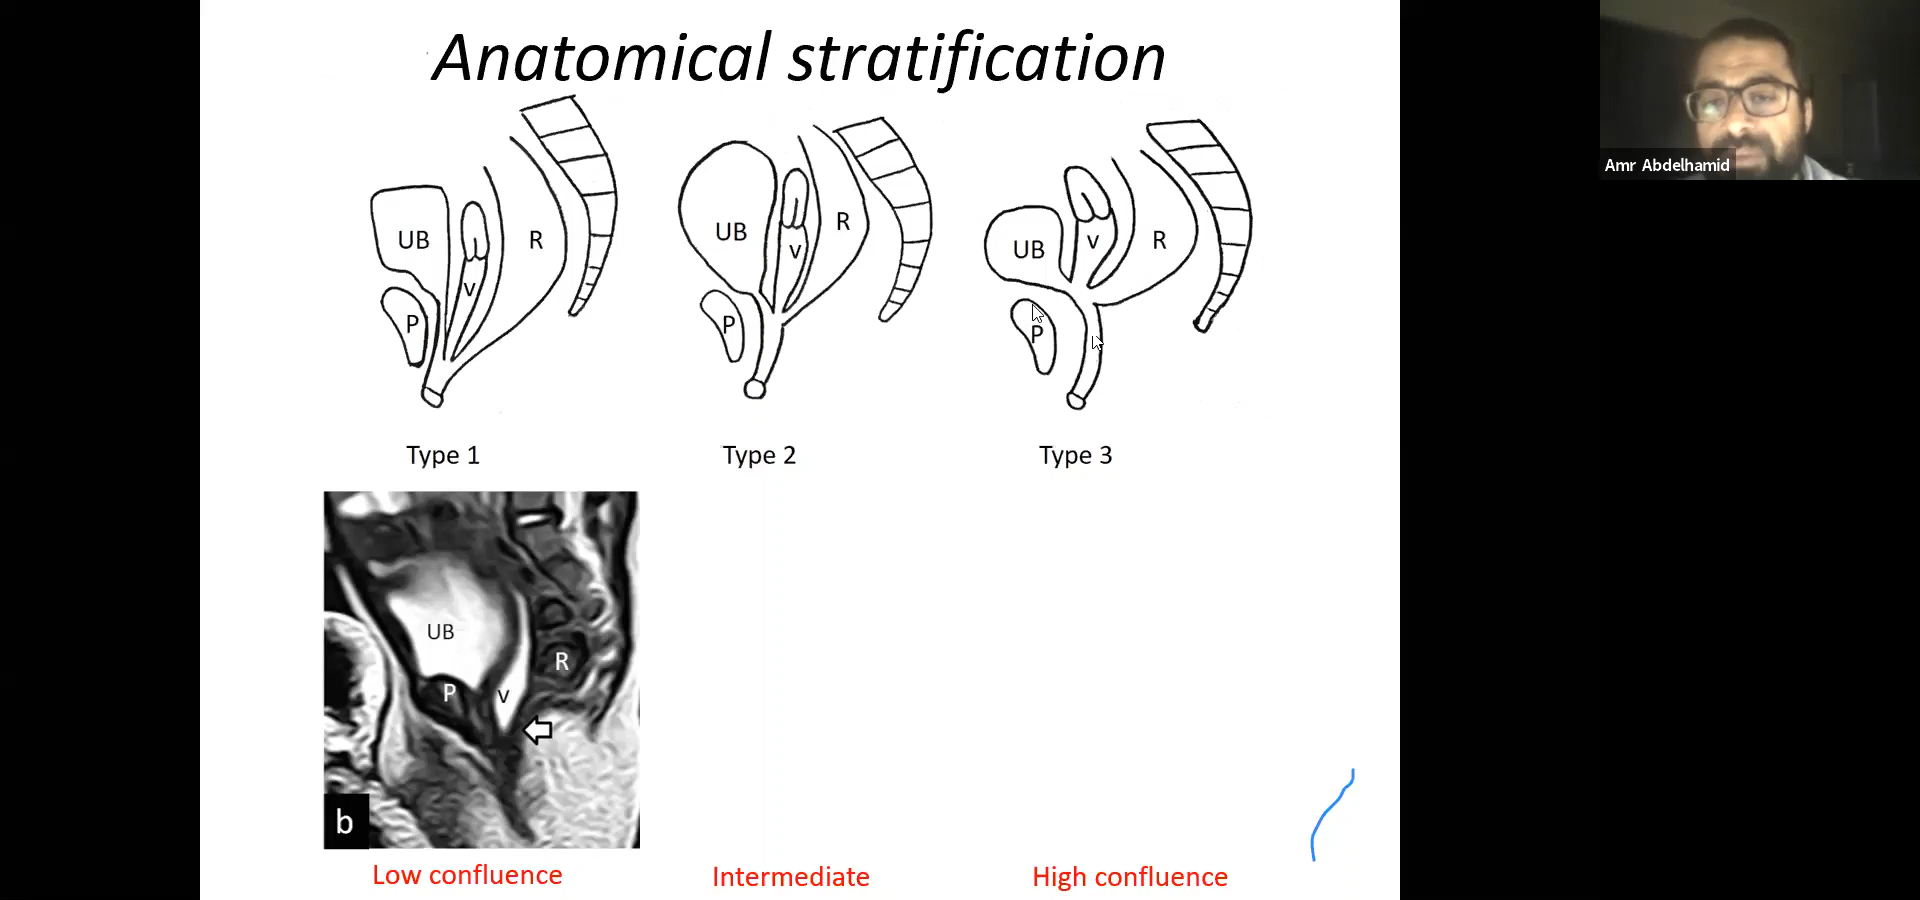 Anatomical stratification
Amr Abdelhamid
UB
R
v
P
UB
R
v
P
UB
v
R
P
Type 1
Type 2
Type 3
UB
R
P
v
b
Low confluence
Intermediate
High confluence